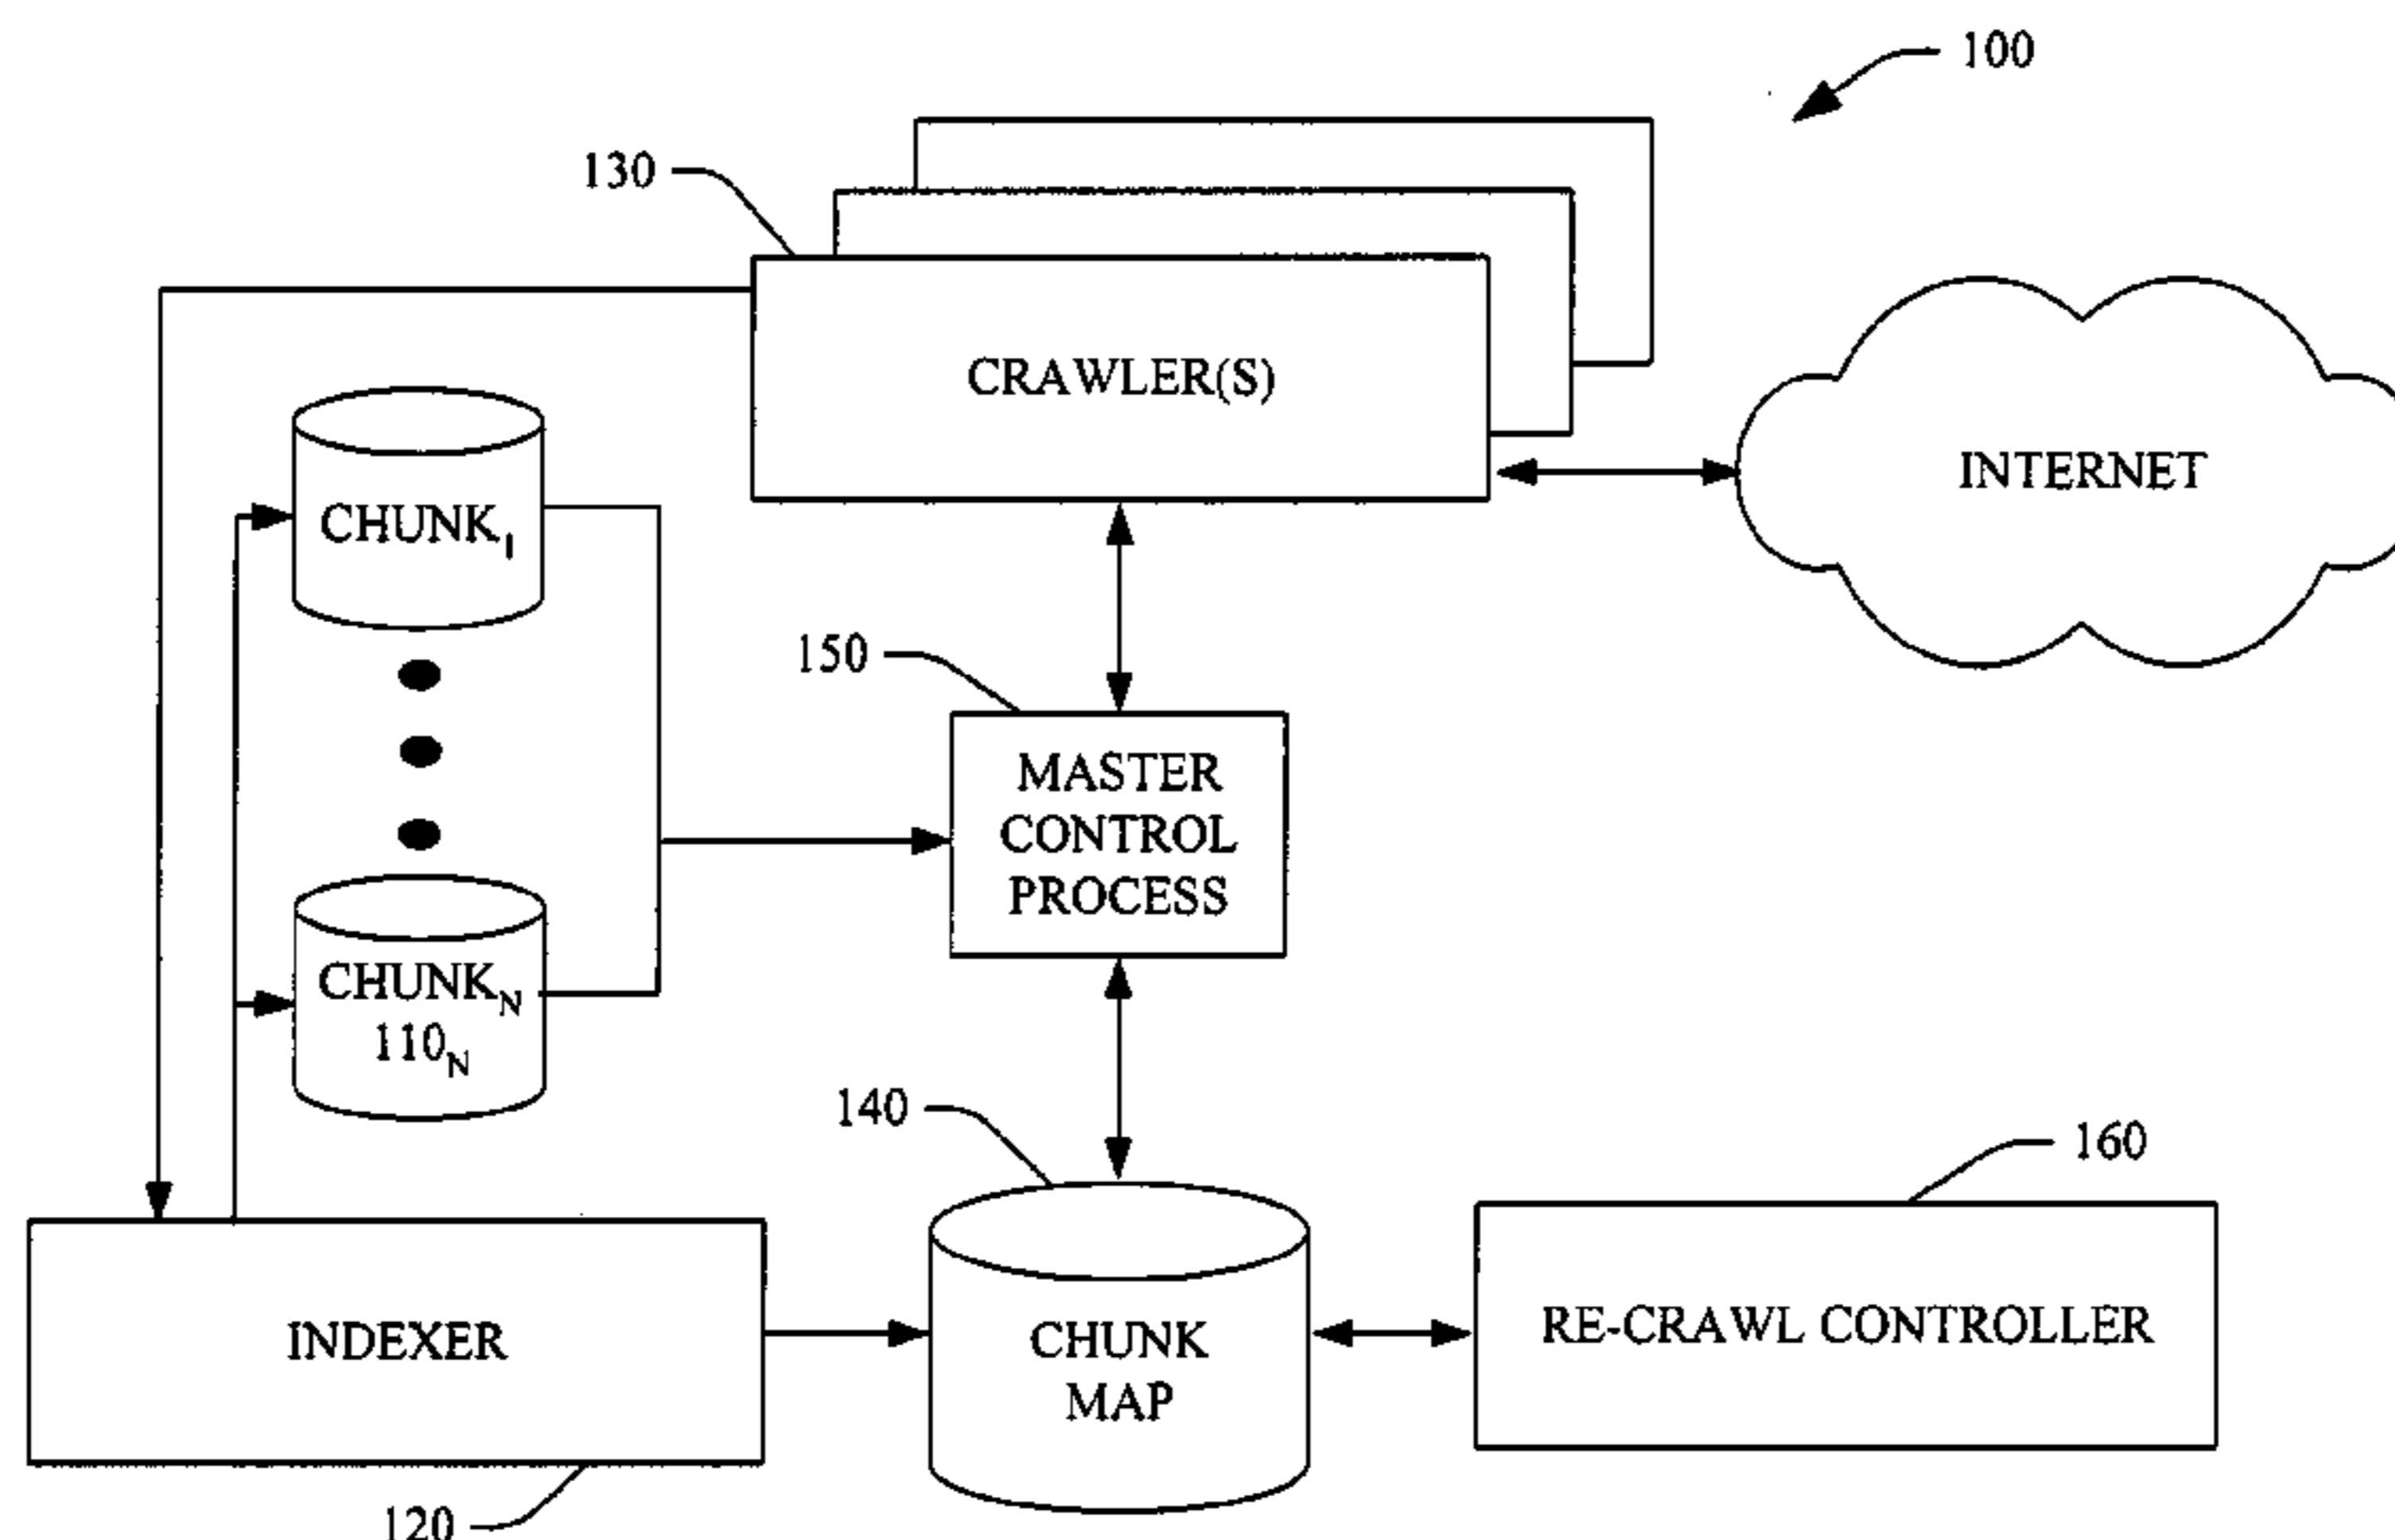 100
130
CRAWLER(S)
INTERNET
CHUNK1
150
MASTER
CONTROL
PROCESS
CHUNKN
110N
140
160
INDEXER
CHUNK
MAP
RE-CRAWL CONTROLLER
120